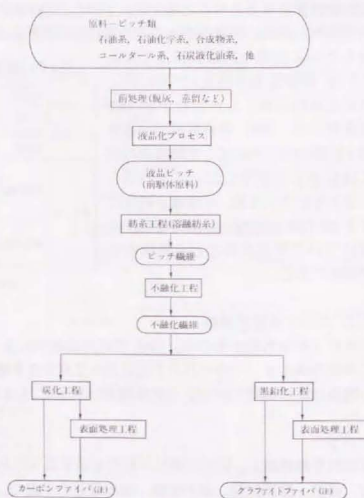 原料－ピッチ類
石油系，石油化学系，合成物系，
コールタール系，石炭液化油系，他
前処理(脱灰，蒸留など)
液晶化プロセス
液晶ピッチ
(前駆体原料)
紡糸工程(溶融紡糸)
ピッチ繊維
不融化工程
不融化繊維
炭化工程
黒鉛化工程
表面処理工程
表面処理工程
カーボンファイバ(注)
グラファイトファイバ(注)